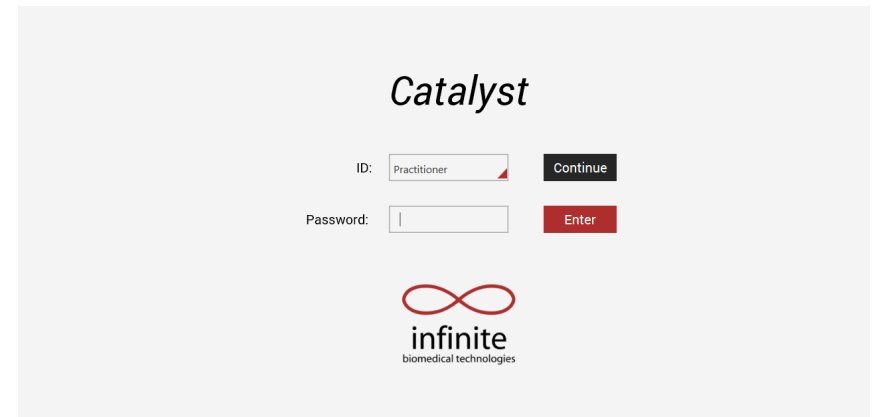 Catalyst
ID: Practitioner Continue
Password: Enter
infinite
biomedical technologies